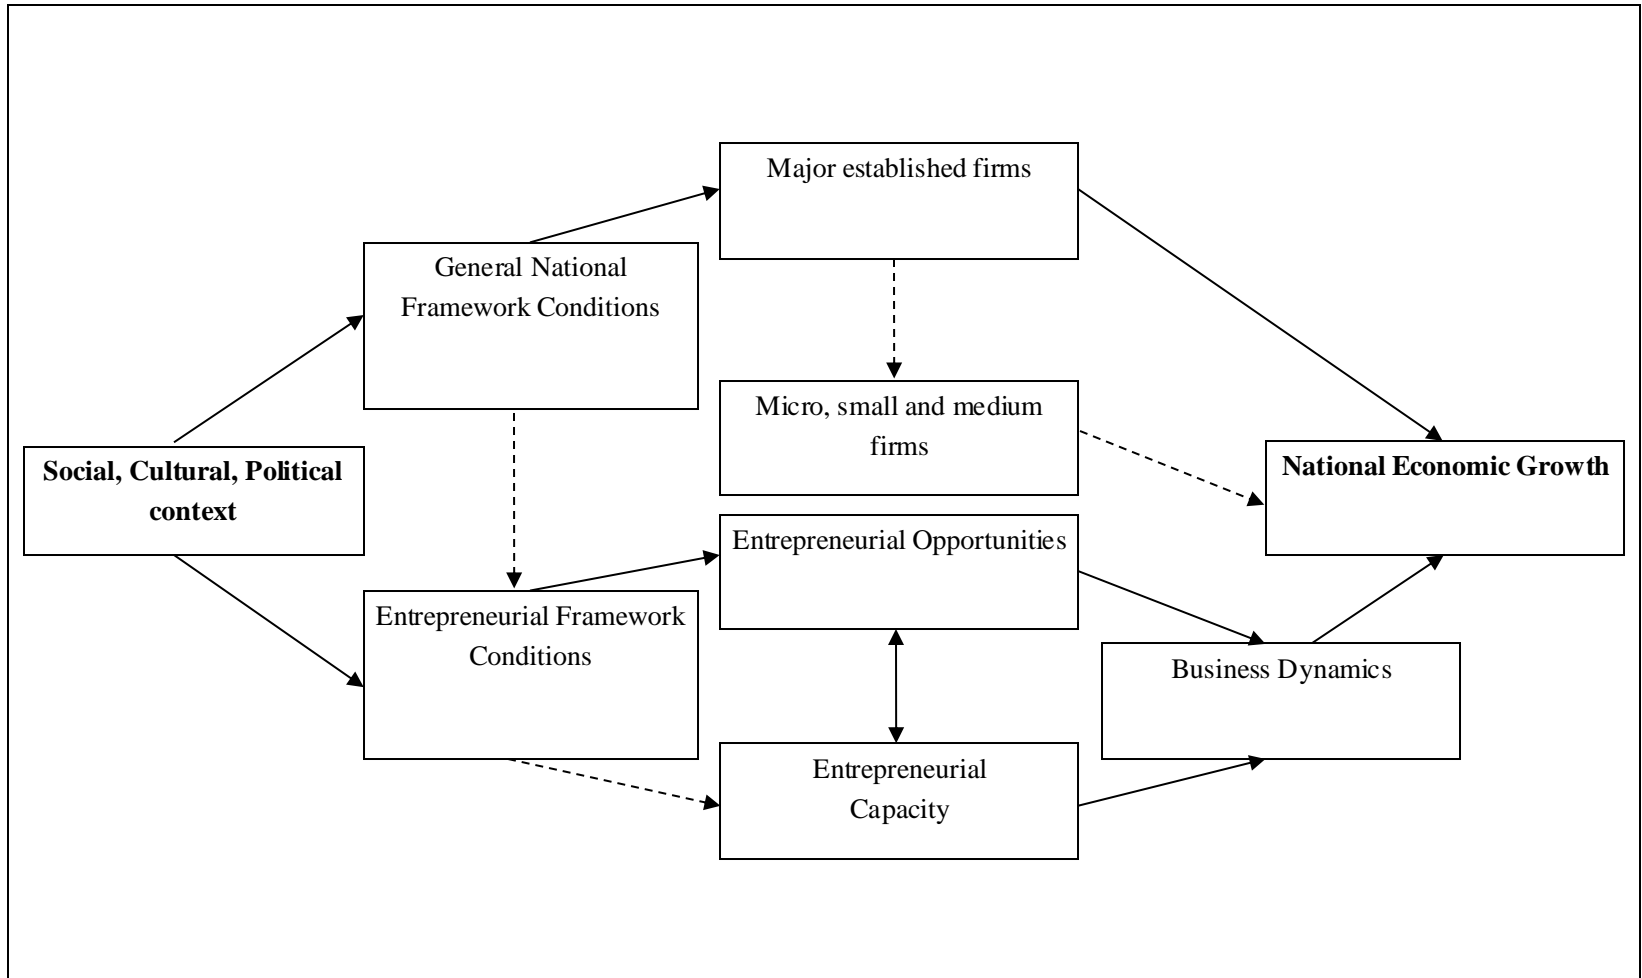 Major established firms
General National
Framework Conditions
Micro, small and medium
firms
Social, Cultural, Political
context
National Economic Growth
Entrepreneurial Opportunities
Entrepreneurial Framework
Conditions
Business Dynamics
Entrepreneurial
Capacity